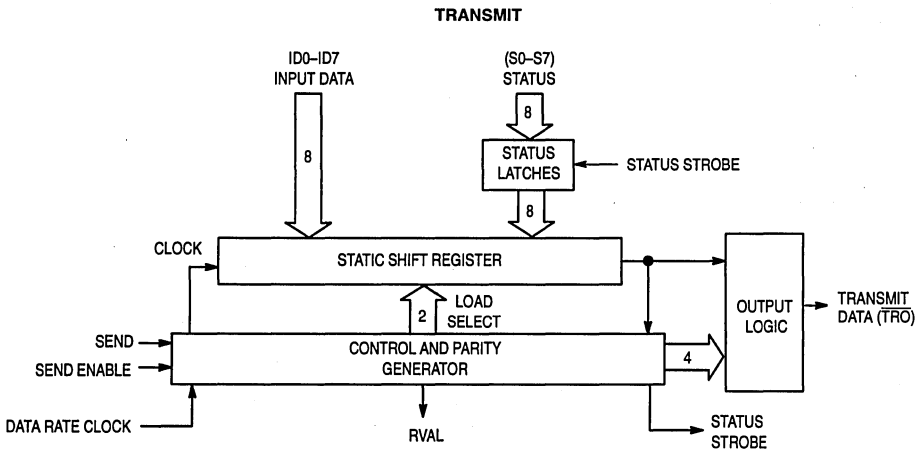 TRANSMIT
ID0–ID7
INPUT DATA
(S0–S7)
STATUS
8
8
STATUS
LATCHES
STATUS STROBE
8
CLOCK
STATIC SHIFT REGISTER
2
LOAD
SELECT
OUTPUT
LOGIC
TRANSMIT
DATA (T̅R̅O̅)
SEND
SEND ENABLE
CONTROL AND PARITY
GENERATOR
4
DATA RATE CLOCK
RVAL
STATUS
STROBE